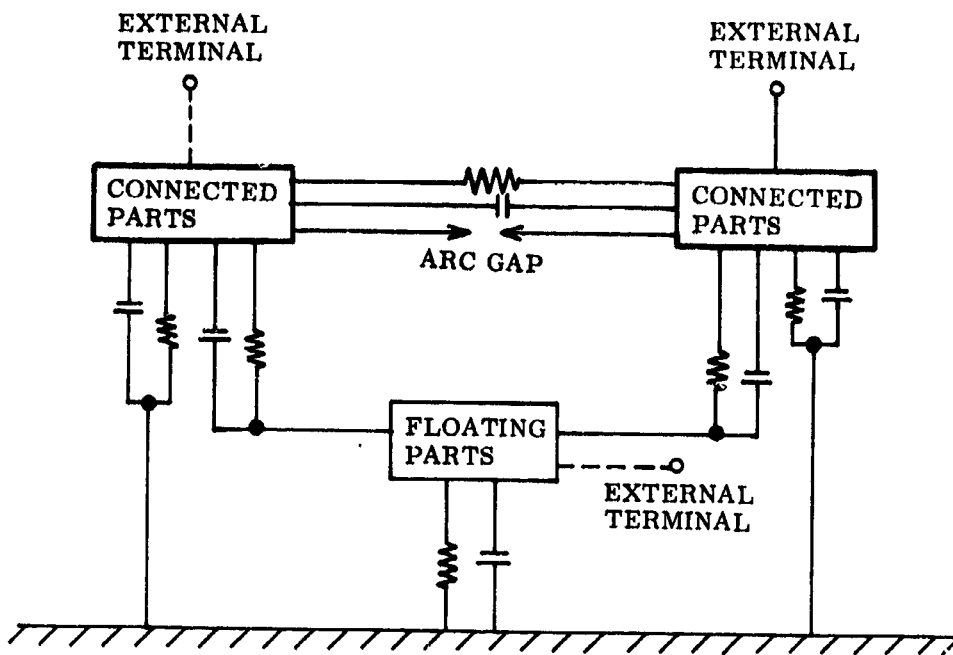 EXTERNAL
TERMINAL
EXTERNAL
TERMINAL
CONNECTED
PARTS
CONNECTED
PARTS
ARC GAP
FLOATING
PARTS
EXTERNAL
TERMINAL